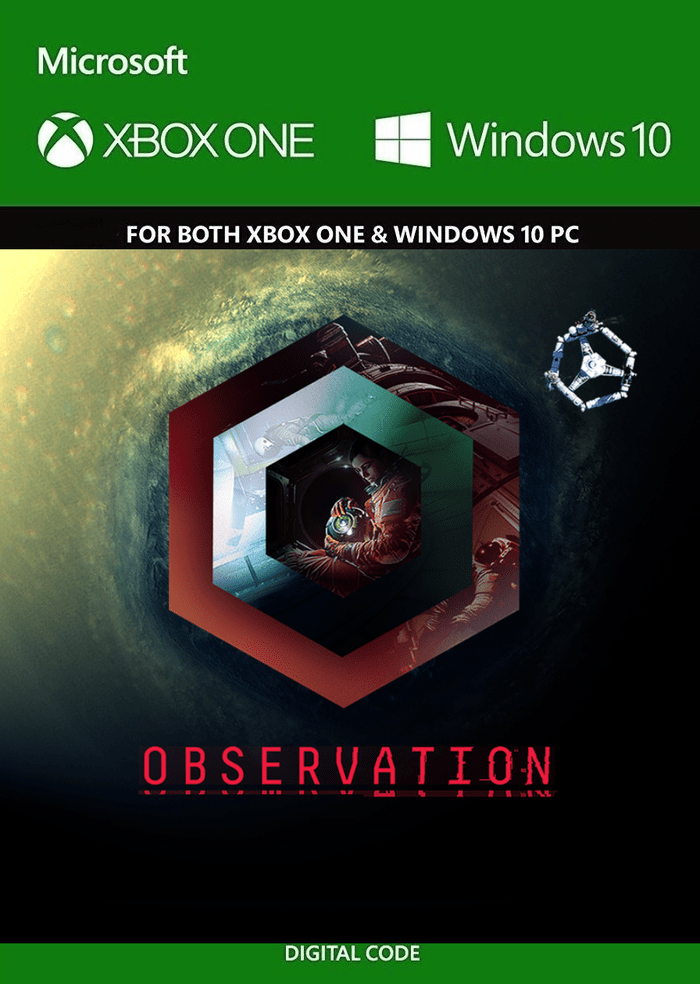 Microsoft
XBOX ONE Windows 10
FOR BOTH XBOX ONE & WINDOWS 10 PC
OBSERVATION
DIGITAL CODE